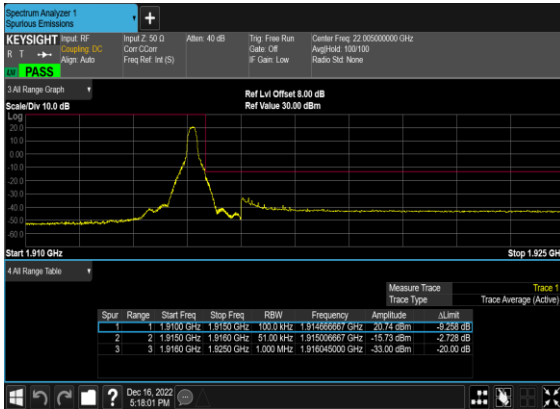 Spectrum Analyzer 1
Spurious Emissions
+
KEYSIGHT Input: RF Input Z: 50 Ω Atten: 40 dB Trig: Free Run Center Freq: 22.005000000 GHz
R T Coupling: DC Corr CCorr Gate: Off Avg|Hold: 100/100
Align: Auto Freq Ref: Int (S) IF Gain: Low Radio Std: None
PASS
3 All Range Graph
Ref Lvl Offset 8.00 dB
Scale/Div 10.0 dB Ref Value 30.00 dBm
Log
20.0
10.0
0.00
-10.0
-20.0
-30.0
-40.0
-50.0
-60.0
Start 1.910 GHz Stop 1.925 GH
4 All Range Table
Measure Trace Trace 1
Trace Type Trace Average (Active)
Spur Range Start Freq Stop Freq RBW Frequency Amplitude ΔLimit
1 1 1.9100 GHz 1.9150 GHz 100.0 kHz 1.914666667 GHz 20.74 dBm -9.258 dB
2 2 1.9150 GHz 1.9160 GHz 51.00 kHz 1.915006667 GHz -15.73 dBm -2.728 dB
3 3 1.9160 GHz 1.9250 GHz 1.000 MHz 1.916045000 GHz -33.00 dBm -20.00 dB
? Dec 16, 2022
5:18:01 PM